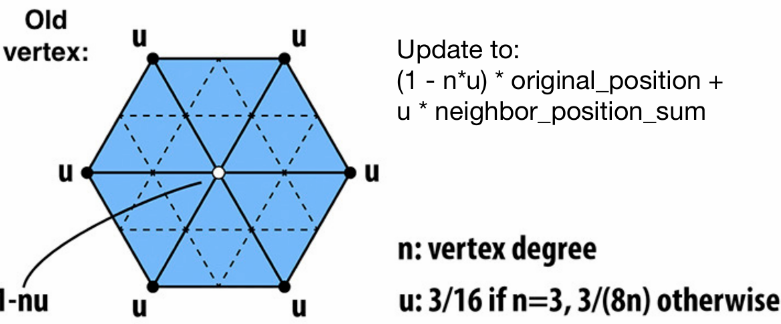 Old
vertex:
u
u
Update to:
(1 - n*u) * original_position +
u * neighbor_position_sum
u
u
n: vertex degree
1-nu
u
u
u: 3/16 if n=3, 3/(8n) otherwise